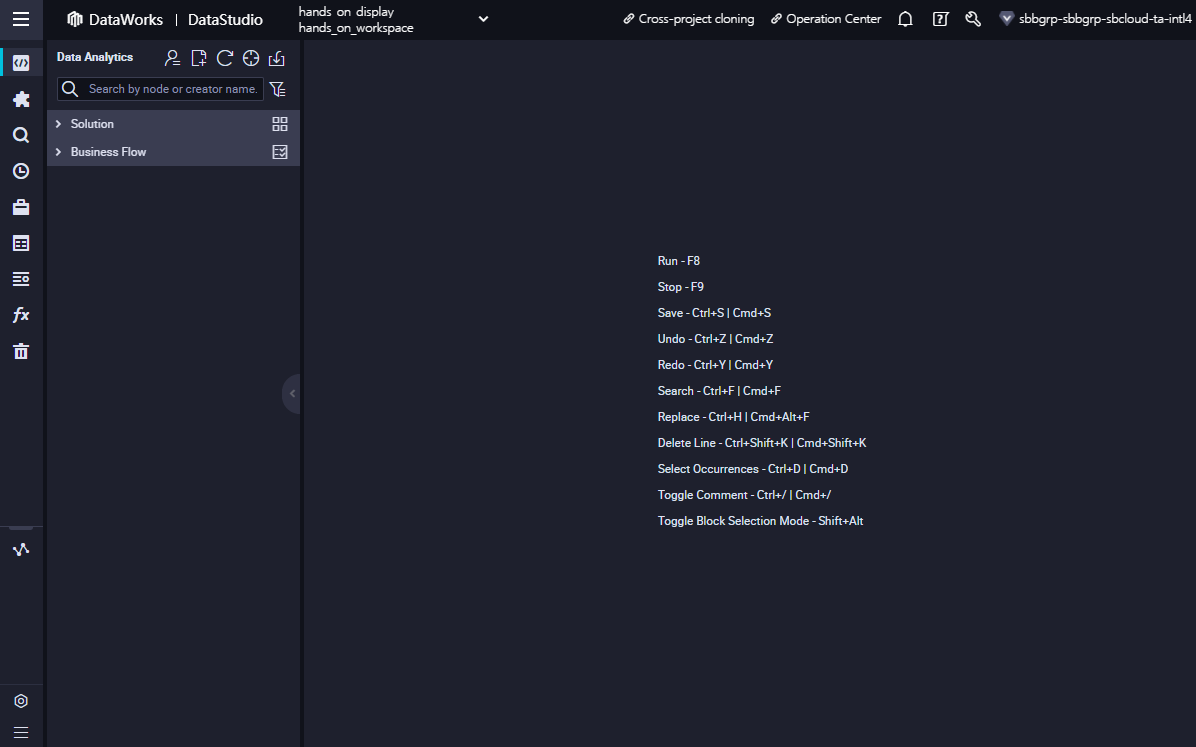 DataWorks | DataStudio
hands_on_display
hands_on_workspace
Cross-project cloning
Operation Center
sbbgrp-sbbgrp-sbcloud-ta-intl4
Data Analytics
Search by node or creator name.
Solution
Business Flow
Run - F8
Stop - F9
Save - Ctrl+S | Cmd+S
Undo - Ctrl+Z | Cmd+Z
Redo - Ctrl+Y | Cmd+Y
Search - Ctrl+F | Cmd+F
Replace - Ctrl+H | Cmd+Alt+F
Delete Line - Ctrl+Shift+K | Cmd+Shift+K
Select Occurrences - Ctrl+D | Cmd+D
Toggle Comment - Ctrl+/ | Cmd+/
Toggle Block Selection Mode - Shift+Alt